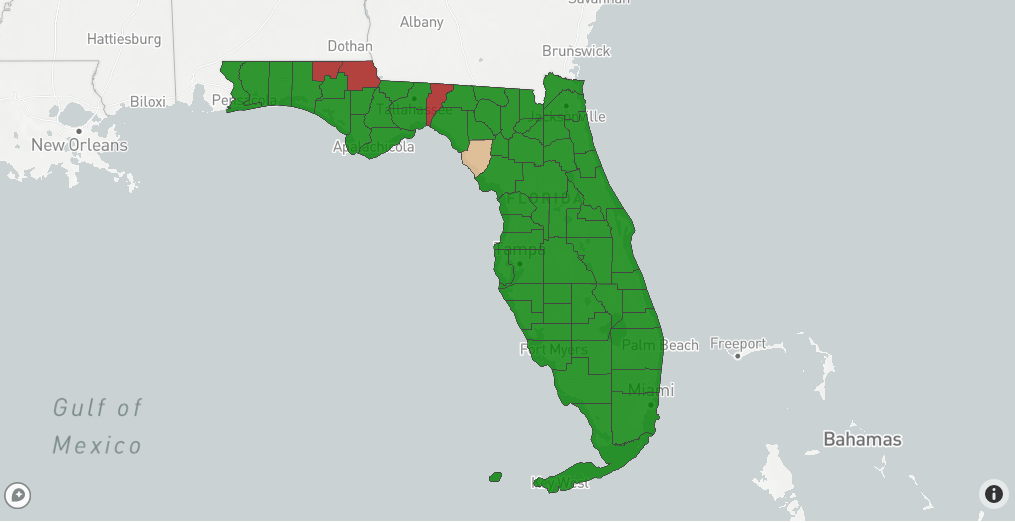 Savannah
Albany
Hattiesburg
Dothan
Brunswick
Biloxi
Pensacola
Tallahassee
Jacksonville
New Orleans
Apalachicola
FLORIDA
Tampa
Fort Myers
Palm Beach
Freeport
Miami
Gulf of
Mexico
Bahamas
Key West
i